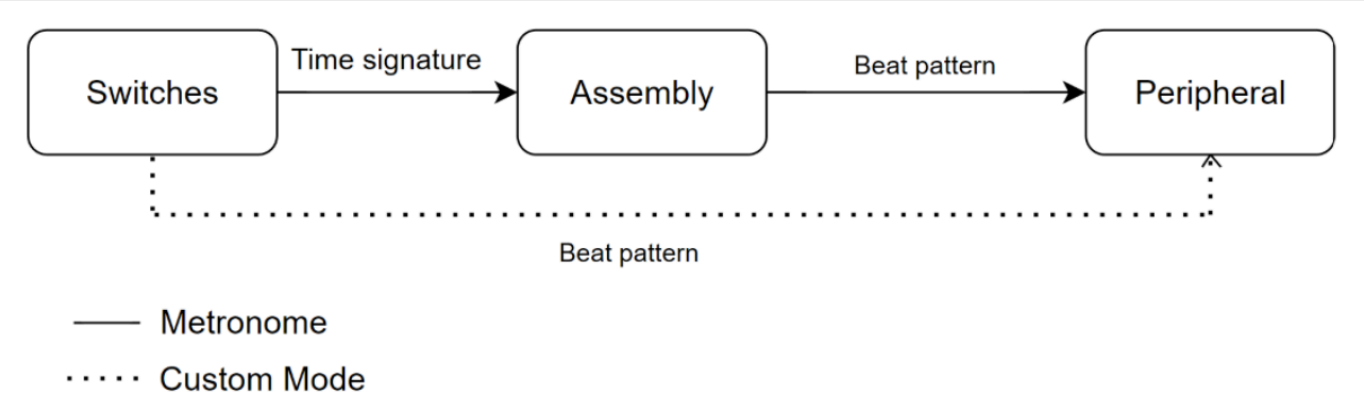 Switches
Time signature
Assembly
Beat pattern
Peripheral
Beat pattern
Metronome
Custom Mode